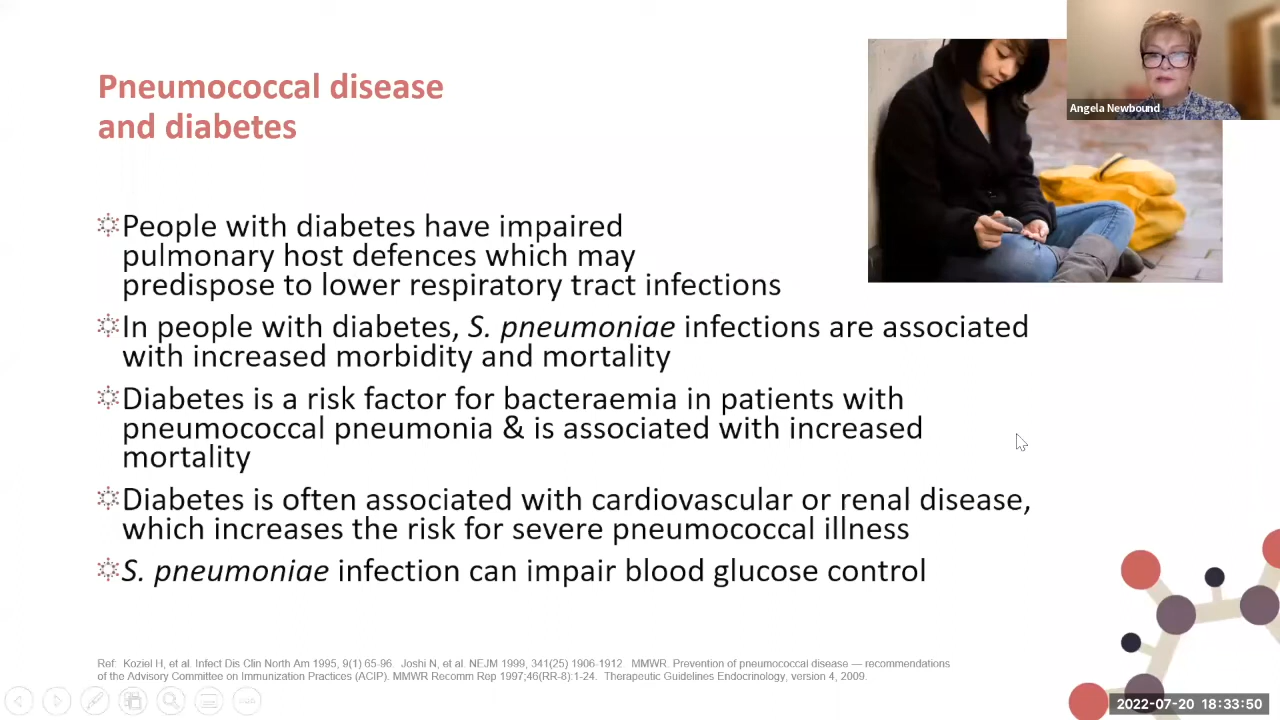 Pneumococcal disease
and diabetes
Angela Newbound
People with diabetes have impaired
pulmonary host defences which may
predispose to lower respiratory tract infections
In people with diabetes, S. pneumoniae infections are associated
with increased morbidity and mortality
Diabetes is a risk factor for bacteraemia in patients with
pneumococcal pneumonia & is associated with increased
mortality
Diabetes is often associated with cardiovascular or renal disease,
which increases the risk for severe pneumococcal illness
S. pneumoniae infection can impair blood glucose control
Ref: Koziel H, et al. Infect Dis Clin North Am 1995, 9(1) 65-96. Joshi N, et al. NEJM 1999, 341(25) 1906-1912 MMWR. Prevention of pneumococcal disease — recommendations
of the Advisory Committee on Immunization Practices (ACIP). MMWR Recomm Rep 1997;46(RR-8):1-24. Therapeutic Guidelines Endocrinology, version 4, 2009.
2022-07-20 18:33:50